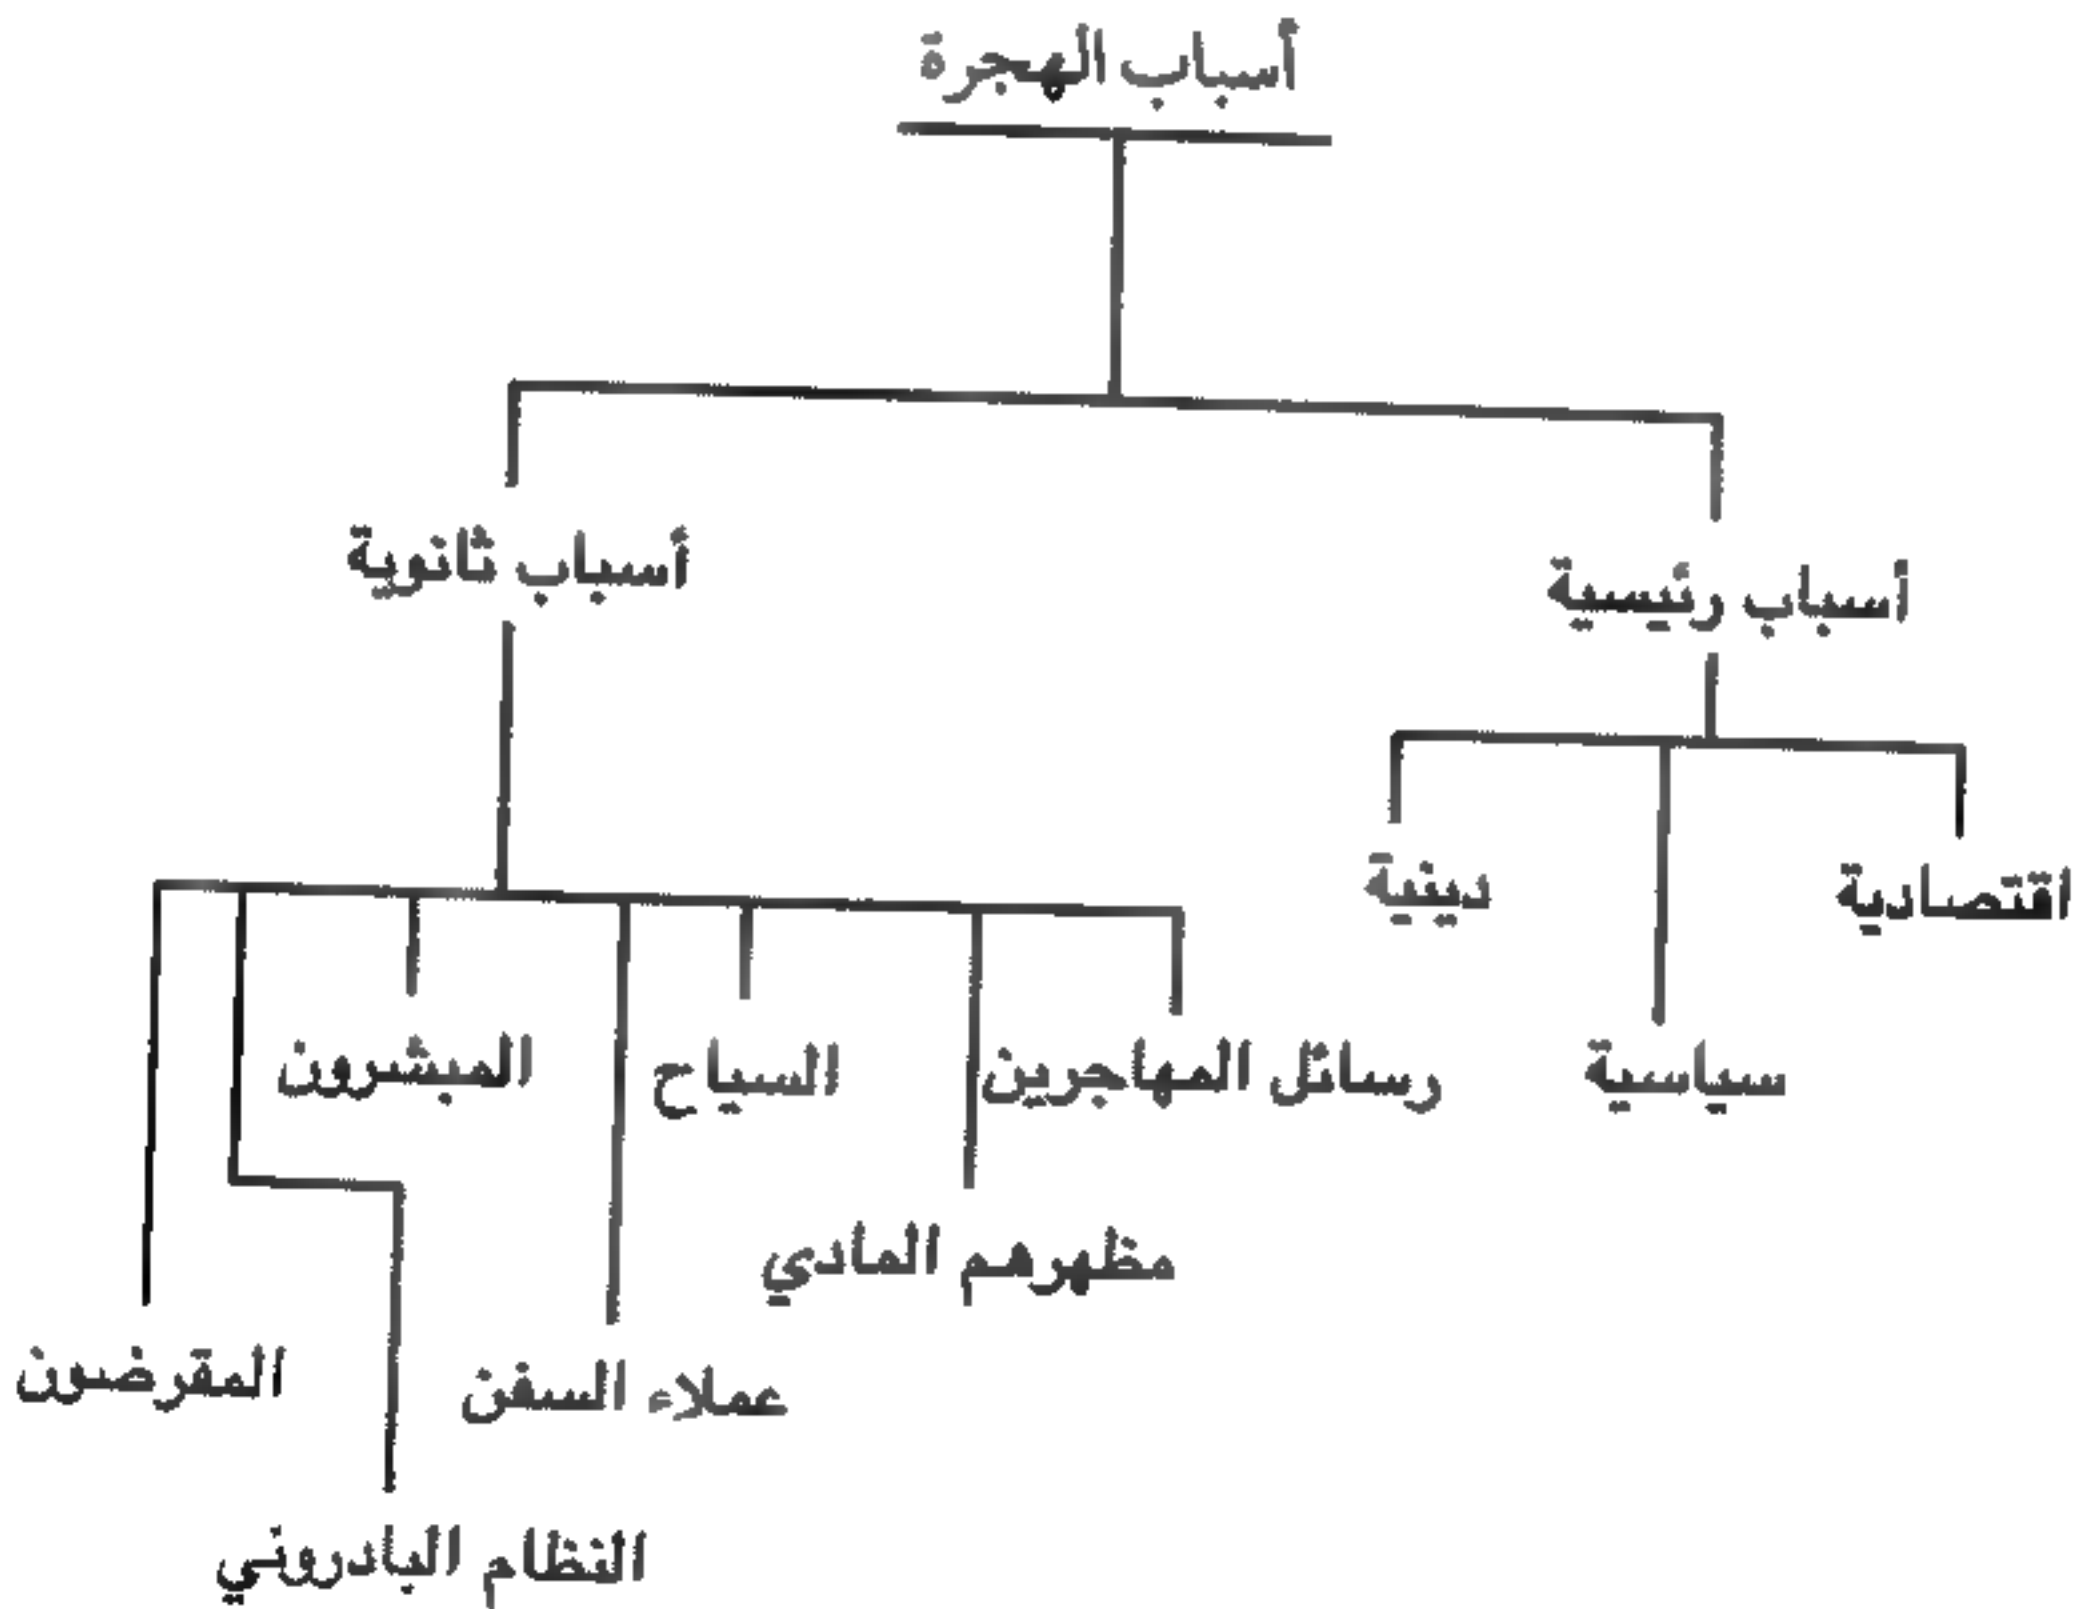 أسباب الهجرة
أسباب رئيسية
أسباب ثانوية
اقتصادية
سياسية
دينية
رسائل المهاجرين
مظهرهم المادي
السياح
عملاء السفن
المبشرون
النظام البادروني
المقرضون